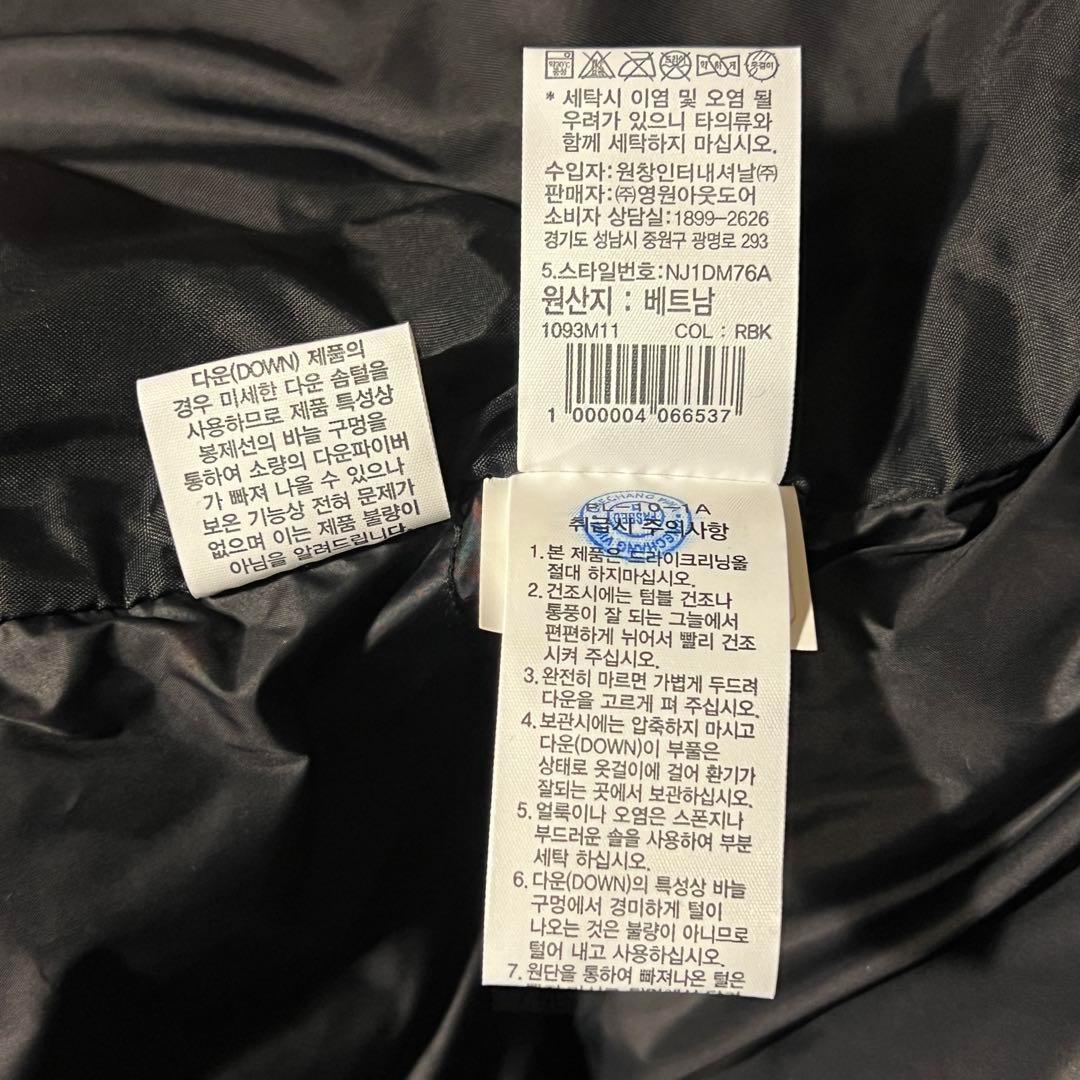 약30℃
중성
드라이
약하게
옷걸이
* 세탁시 이염 및 오염 될
우려가 있으니 타의류와
함께 세탁하지 마십시오.
수입자:원창인터내셔날㈜
판매자:㈜영원아웃도어
소비자 상담실:1899-2626
경기도 성남시 중원구 광명로 293
5.스타일번호:NJ1DM76A
원산지 : 베트남
1093M11 COL : RBK
1 000004 066537
다운(DOWN) 제품의
경우 미세한 다운 솜털을
사용하므로 제품 특성상
봉제선의 바늘 구멍을
통하여 소량의 다운파이버
가 빠져 나올 수 있으나
보온 기능상 전혀 문제가
없으며 이는 제품 불량이
아님을 알려드립니다.
취급시 주의사항
1.본 제품은 드라이크리닝을
절대 하지마십시오.
2.건조시에는 텀블 건조나
통풍이 잘 되는 그늘에서
편편하게 뉘어서 빨리 건조
시켜 주십시오.
3.완전히 마르면 가볍게 두드려
다운을 고르게 펴 주십시오.
4.보관시에는 압축하지 마시고
다운(DOWN)이 부풀은
상태로 옷걸이에 걸어 환기가
잘되는 곳에서 보관하십시오.
5.얼룩이나 오염은 스폰지나
부드러운 솔을 사용하여 부분
세탁 하십시오.
6.다운(DOWN)의 특성상 바늘
구멍에서 경미하게 털이
나오는 것은 불량이 아니므로
털어 내고 사용하십시오.
7.원단을 통하여 빠져나온 털은